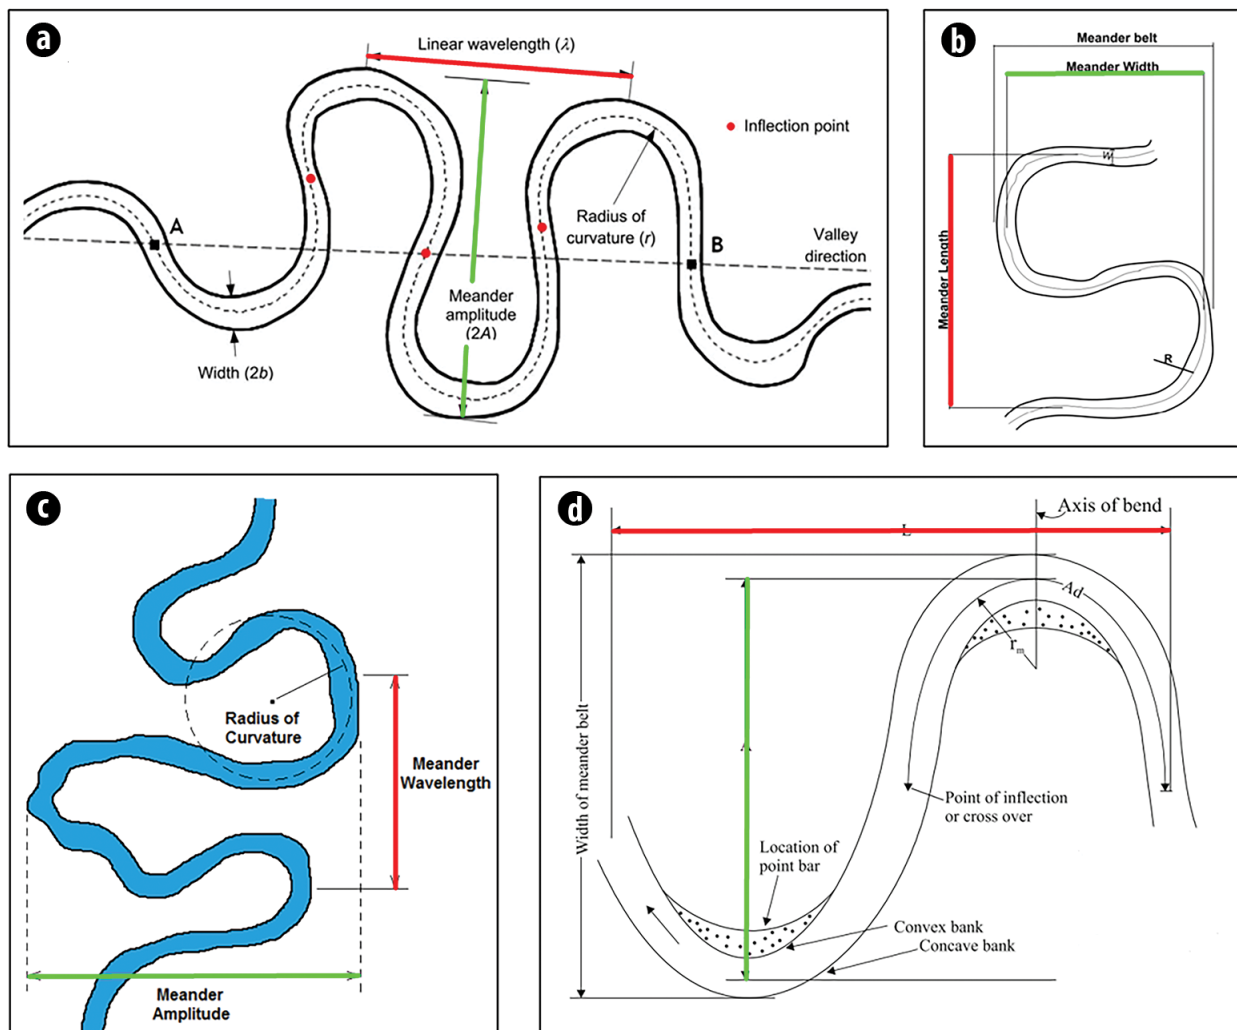 a
Linear wavelength (λ)
Inflection point
A
Radius of
curvature (r)
B
Valley
direction
Meander
amplitude
(2A)
Width (2b)
b
Meander belt
Meander Width
W
Meander Length
R
c
Radius of
Curvature
Meander
Wavelength
Meander
Amplitude
d
Axis of bend
L
Ad
rm
Width of meander belt
A
Point of inflection
or cross over
Location of
point bar
Convex bank
Concave bank